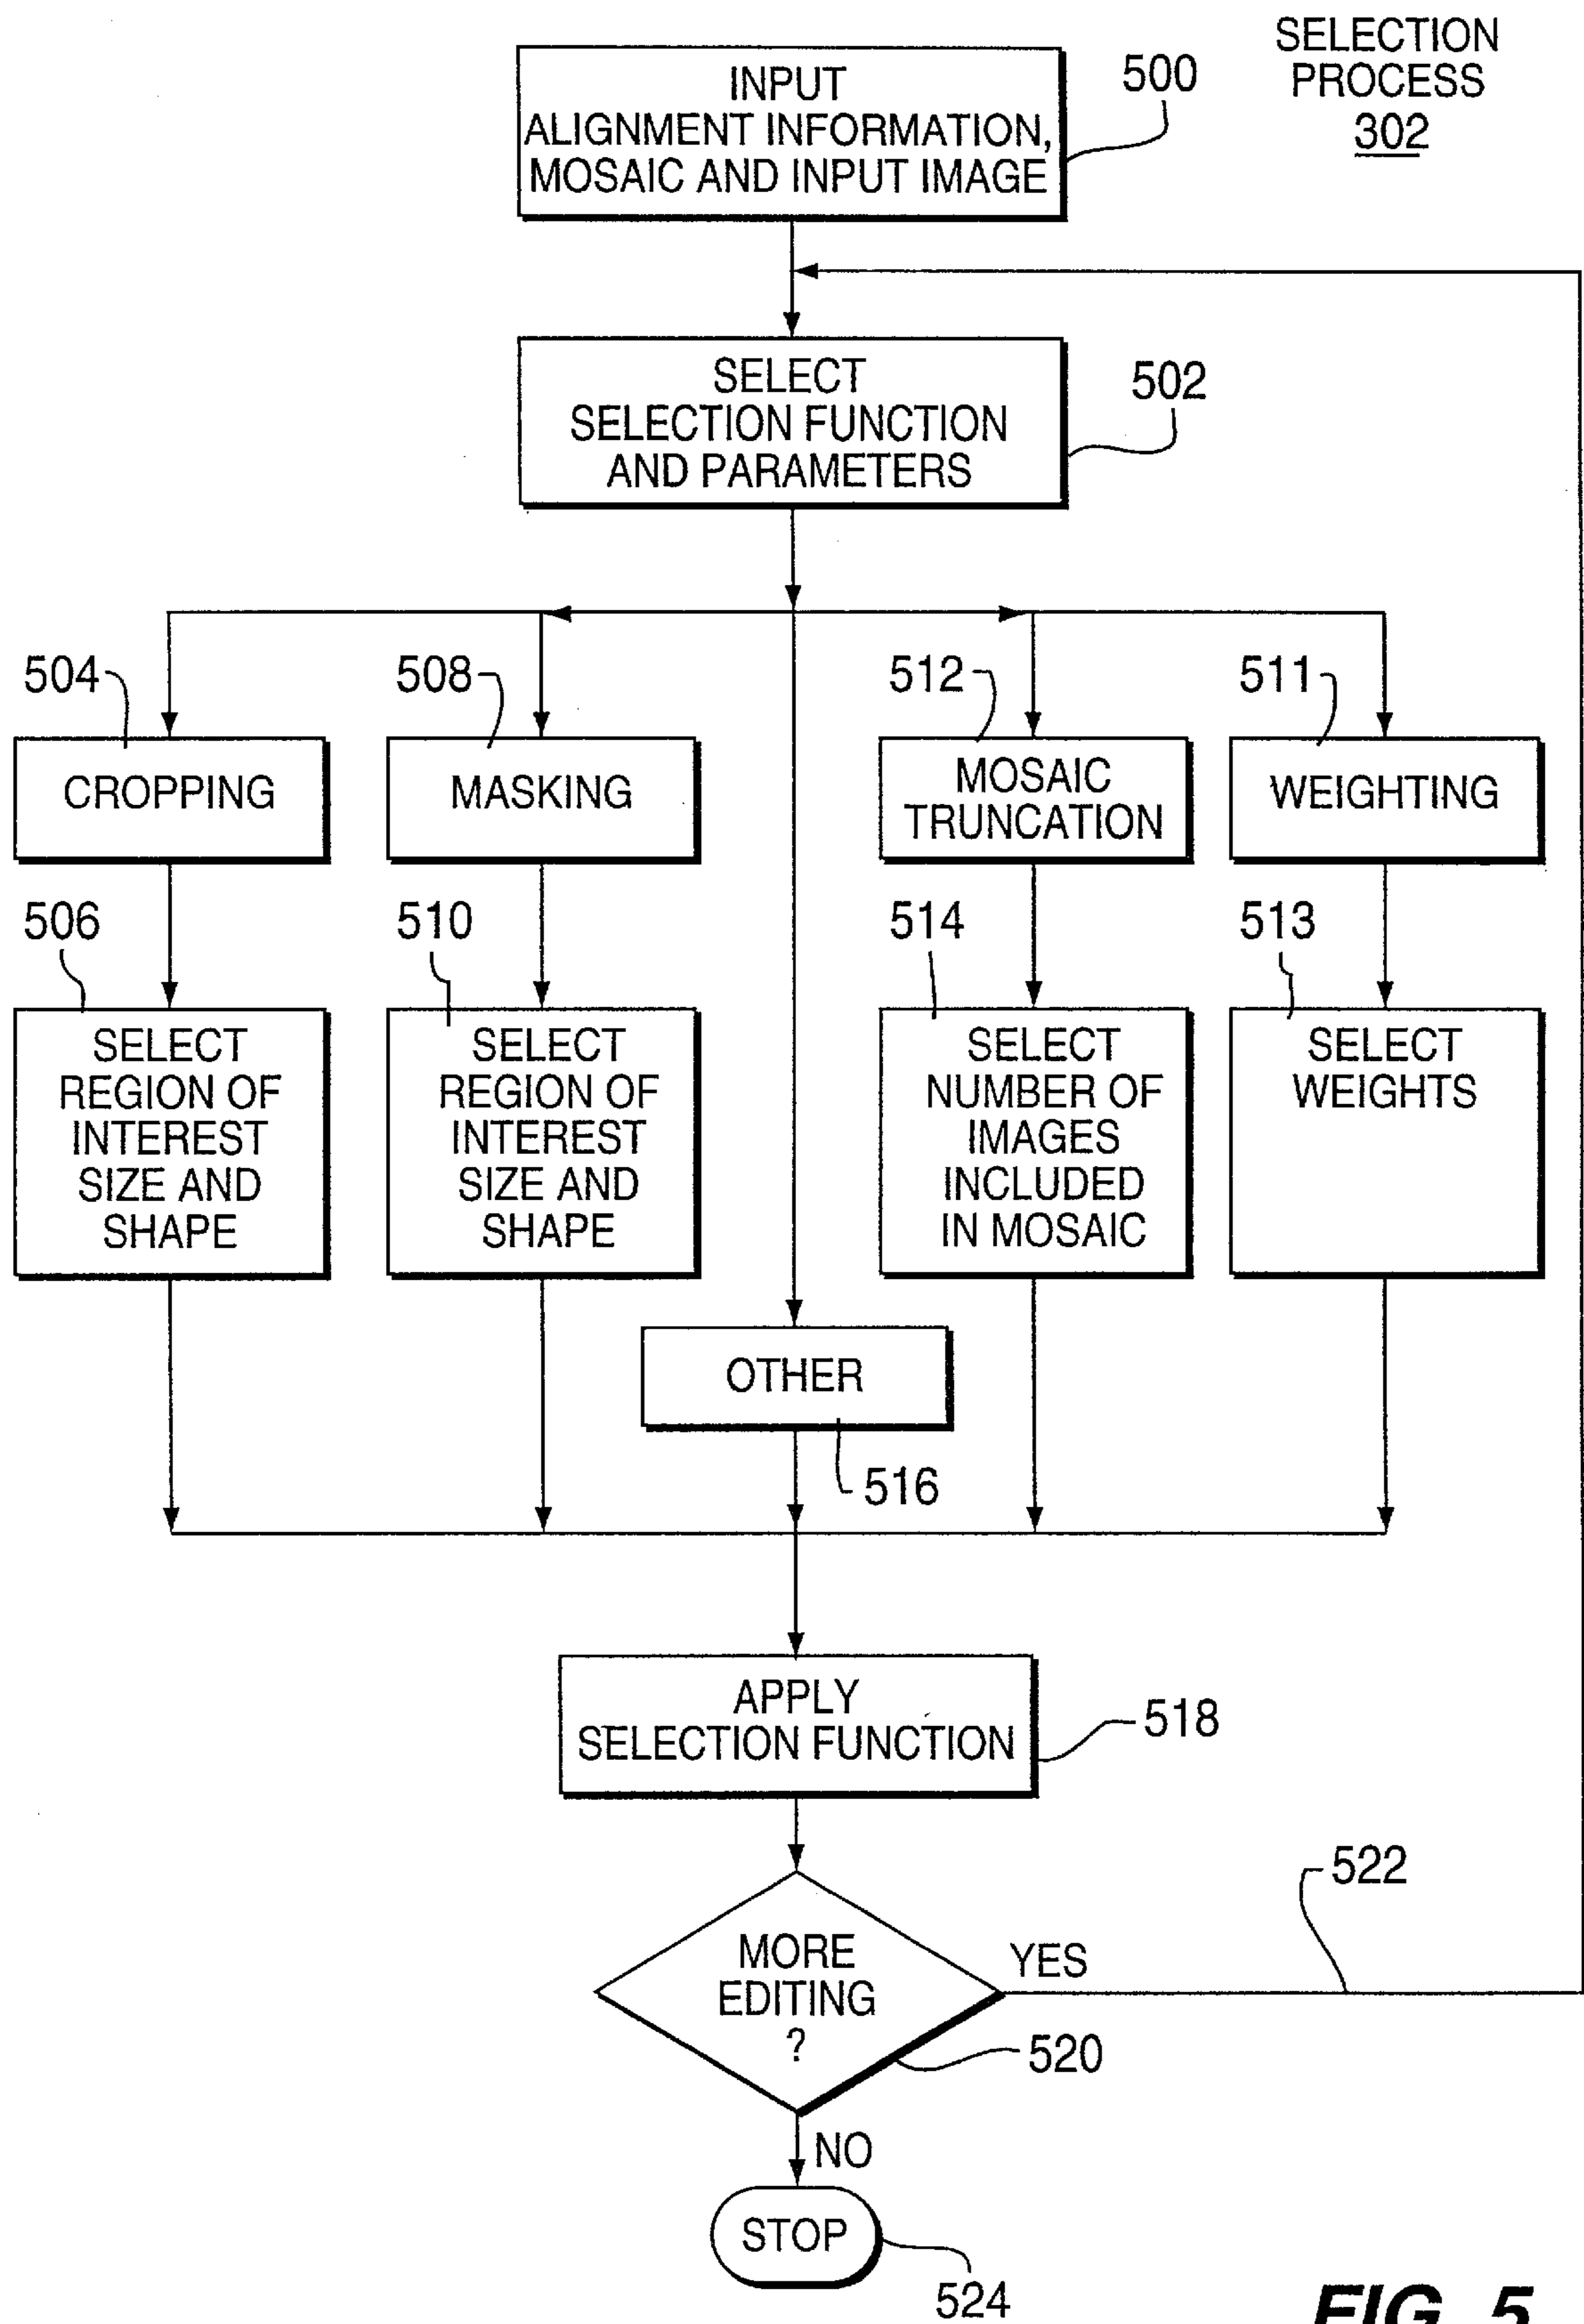 SELECTION
PROCESS
302
INPUT
ALIGNMENT INFORMATION,
MOSAIC AND INPUT IMAGE
500
SELECT
SELECTION FUNCTION
AND PARAMETERS
502
504
508
512
511
CROPPING
MASKING
MOSAIC
TRUNCATION
WEIGHTING
506
510
514
513
SELECT
REGION OF
INTEREST
SIZE AND
SHAPE
SELECT
REGION OF
INTEREST
SIZE AND
SHAPE
SELECT
NUMBER OF
IMAGES
INCLUDED
IN MOSAIC
SELECT
WEIGHTS
OTHER
516
APPLY
SELECTION FUNCTION
518
MORE
EDITING
?
YES
522
520
NO
STOP
524
FIG. 5